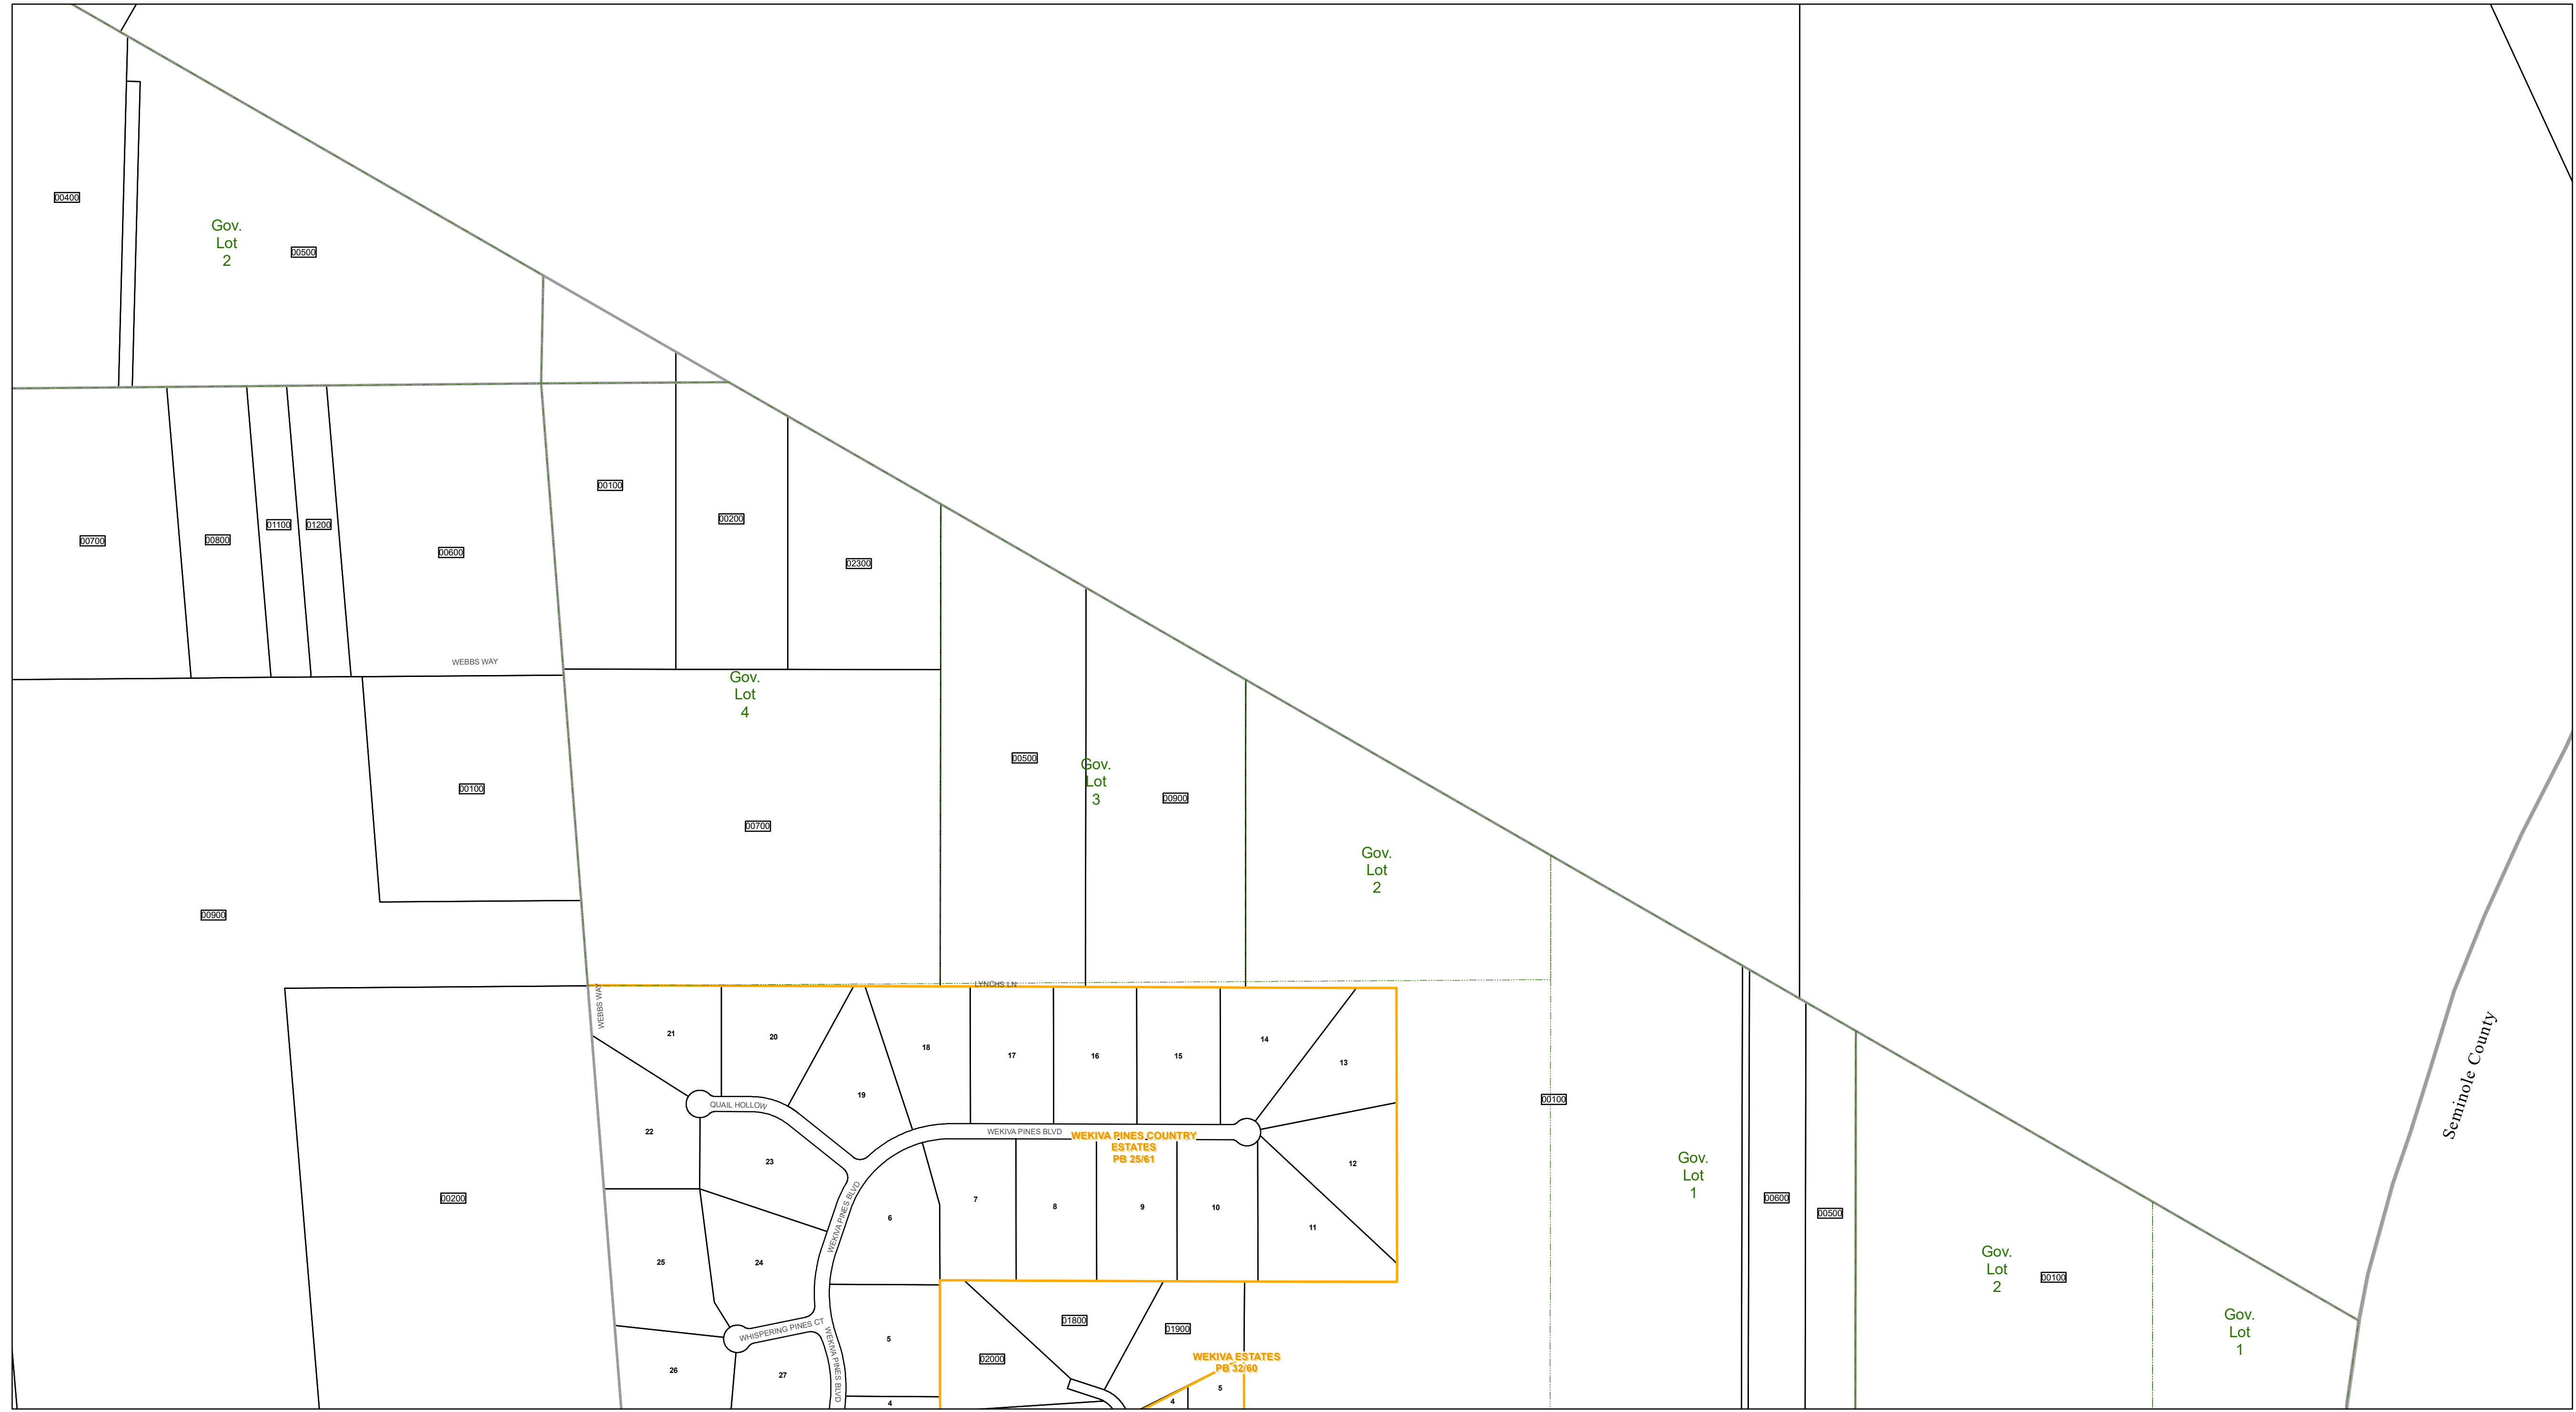 00400
Gov.
Lot
2
00500
00100
00200
00700
00800
01100
01200
00600
02300
WEBBS WAY
Gov.
Lot
4
00500
Gov.
Lot
3
00900
00100
00700
Gov.
Lot
2
00900
LYNCHS LN
WEBBS WAY
21
20
19
18
17
16
15
14
13
Seminole County
QUAIL HOLLOW
WEKIVA PINES BLVD
WEKIVA PINES COUNTRY
ESTATES
PB 25/61
00100
22
23
12
Gov.
Lot
1
00200
WEKIVA PINES BLVD
6
7
8
9
10
11
00600
00500
25
24
Gov.
Lot
2
00100
WHISPERING PINES CT
WEKIVA PINES BLVD
5
01800
01900
Gov.
Lot
1
02000
WEKIVA ESTATES
PB 32/60
26
27
4
4
5